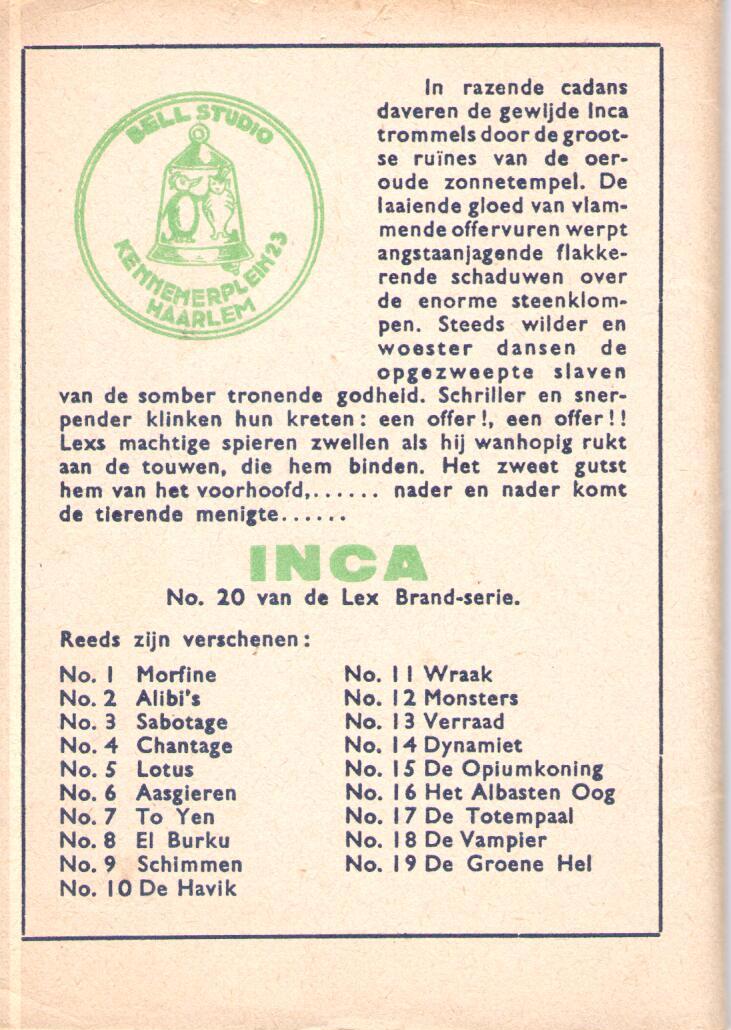 BELL STUDIO
KENNEMERPLEIN 23
HAARLEM
In razende cadans
daveren de gewijde Inca
trommels door de groot-
se ruïnes van de oer-
oude zonnetempel. De
laaiende gloed van vlam-
mende offervuren werpt
angstaanjagende flakke-
rende schaduwen over
de enorme steenklom-
pen. Steeds wilder en
woester dansen de
opgezweepte slaven
van de somber tronende godheid. Schriller en sner-
pender klinken hun kreten: een offer!, een offer!!
Lexs machtige spieren zwellen als hij wanhopig rukt
aan de touwen, die hem binden. Het zweet gutst
hem van het voorhoofd,...... nader en nader komt
de tierende menigte......
INCA
No. 20 van de Lex Brand-serie.
Reeds zijn verschenen:
No. 1 Morfine
No. 2 Alibi's
No. 3 Sabotage
No. 4 Chantage
No. 5 Lotus
No. 6 Aasgieren
No. 7 To Yen
No. 8 El Burku
No. 9 Schimmen
No. 10 De Havik
No. 11 Wraak
No. 12 Monsters
No. 13 Verraad
No. 14 Dynamiet
No. 15 De Opiumkoning
No. 16 Het Albasten Oog
No. 17 De Totempaal
No. 18 De Vampier
No. 19 De Groene Hel